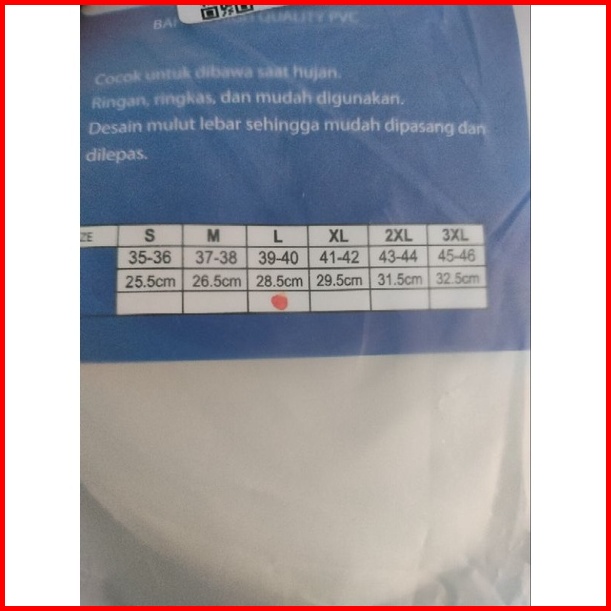 QUALITY PVC
Cocok untuk dibawa saat hujan.
Ringan, ringkas, dan mudah digunakan.
Desain mulut lebar sehingga mudah dipasang dan
dilepas.
ZE S M L XL 2XL 3XL
35-36 37-38 39-40 41-42 43-44 45-46
25.5cm 26.5cm 28.5cm 29.5cm 31.5cm 32.5cm